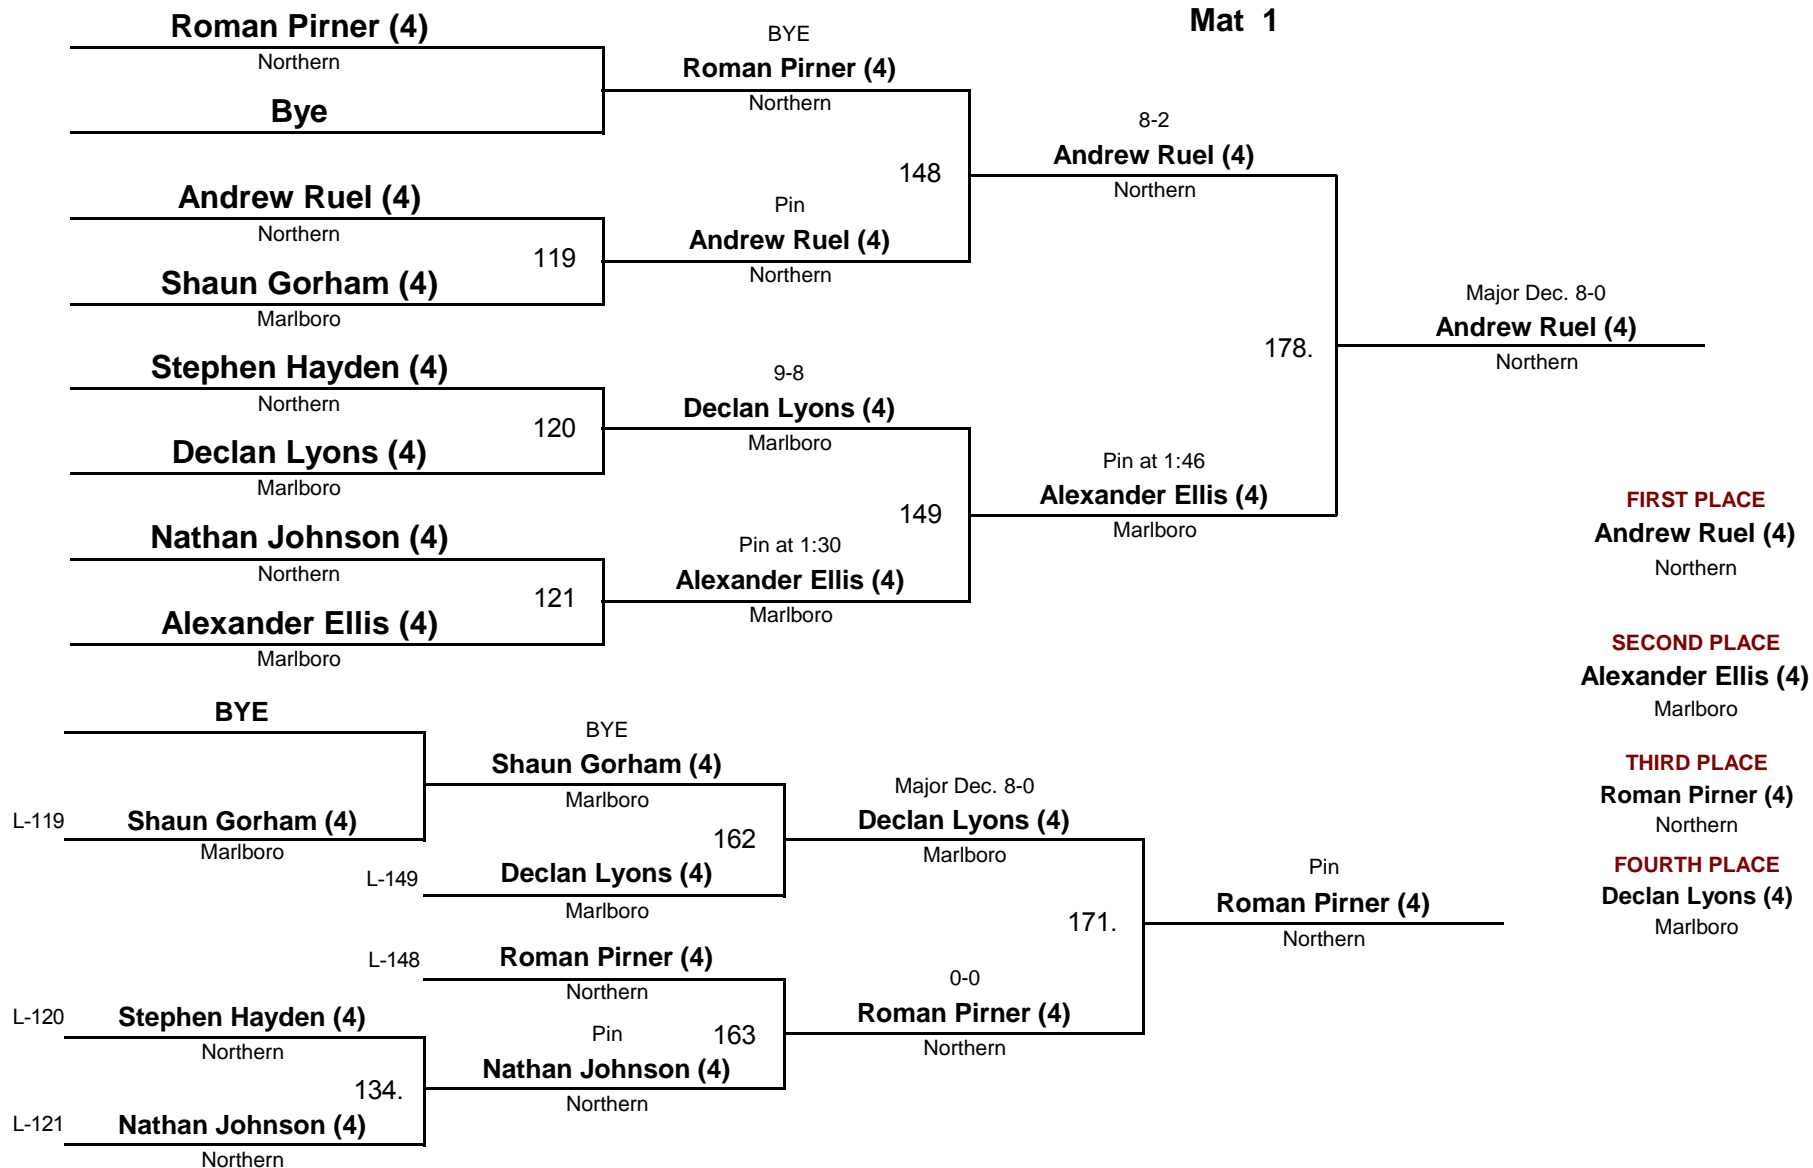 Mat 1
Roman Pirner (4)
Northern
Bye
Andrew Ruel (4)
Northern
119
Shaun Gorham (4)
Marlboro
Stephen Hayden (4)
Northern
120
Declan Lyons (4)
Marlboro
Nathan Johnson (4)
Northern
121
Alexander Ellis (4)
Marlboro
BYE
Roman Pirner (4)
Northern
148
Pin
Andrew Ruel (4)
Northern
9-8
Declan Lyons (4)
Marlboro
149
Pin at 1:30
Alexander Ellis (4)
Marlboro
8-2
Andrew Ruel (4)
Northern
178.
Pin at 1:46
Alexander Ellis (4)
Marlboro
Major Dec. 8-0
Andrew Ruel (4)
Northern
FIRST PLACE
Andrew Ruel (4)
Northern
SECOND PLACE
Alexander Ellis (4)
Marlboro
THIRD PLACE
Roman Pirner (4)
Northern
FOURTH PLACE
Declan Lyons (4)
Marlboro
BYE
L-119 Shaun Gorham (4)
Marlboro
L-120 Stephen Hayden (4)
Northern
134.
L-121 Nathan Johnson (4)
Northern
BYE
Shaun Gorham (4)
Marlboro
162
L-149 Declan Lyons (4)
Marlboro
L-148 Roman Pirner (4)
Northern
Pin 163
Nathan Johnson (4)
Northern
Major Dec. 8-0
Declan Lyons (4)
Marlboro
171.
0-0
Roman Pirner (4)
Northern
Pin
Roman Pirner (4)
Northern